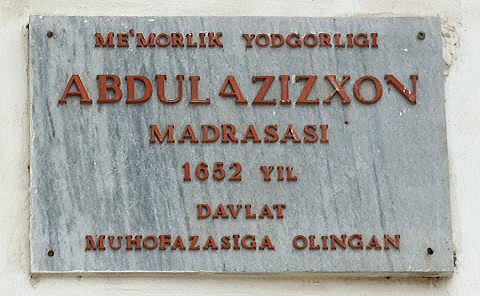 ME'MORLIK YODGORLIGI
ABDULAZIZXON
MADRASASI
1652 YIL
DAVLAT
MUHOFAZASIGA OLINGAN